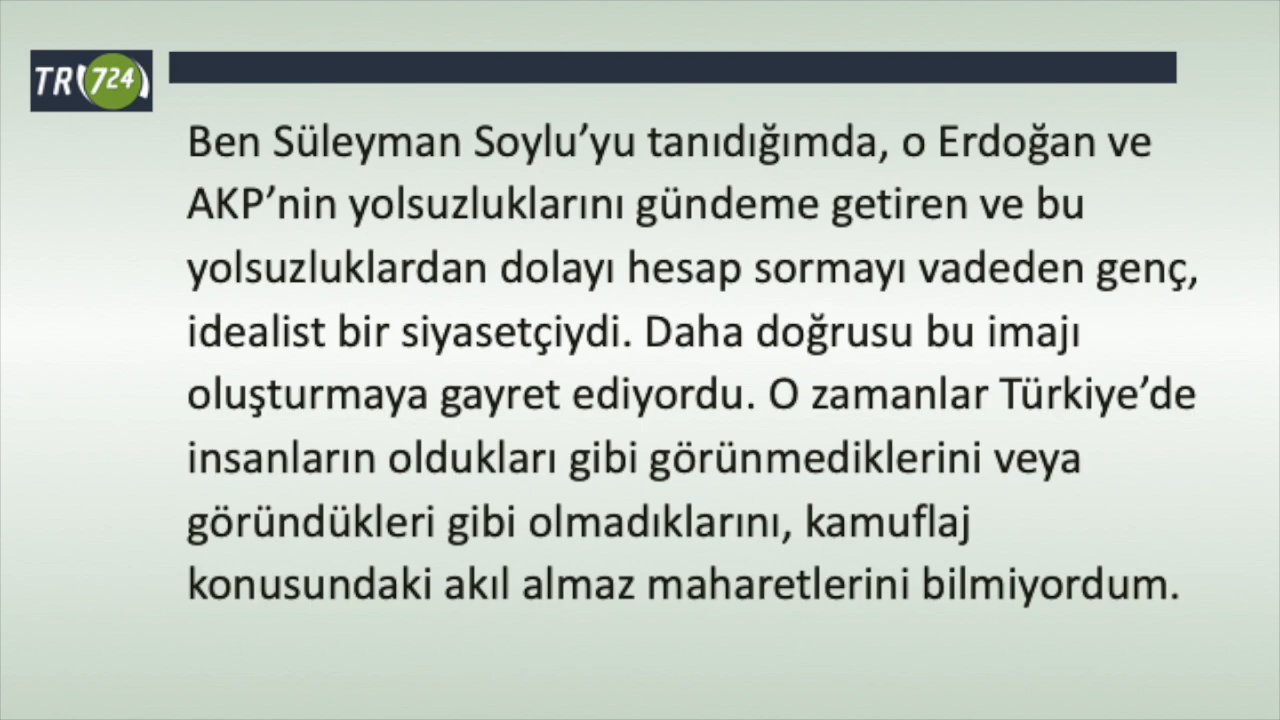 TR724
Ben Süleyman Soylu’yu tanıdığımda, o Erdoğan ve
AKP’nin yolsuzluklarını gündeme getiren ve bu
yolsuzluklardan dolayı hesap sormayı vadeden genç,
idealist bir siyasetçiydi. Daha doğrusu bu imajı
oluşturmaya gayret ediyordu. O zamanlar Türkiye’de
insanların oldukları gibi görünmediklerini veya
göründükleri gibi olmadıklarını, kamuflaj
konusundaki akıl almaz maharetlerini bilmiyordum.